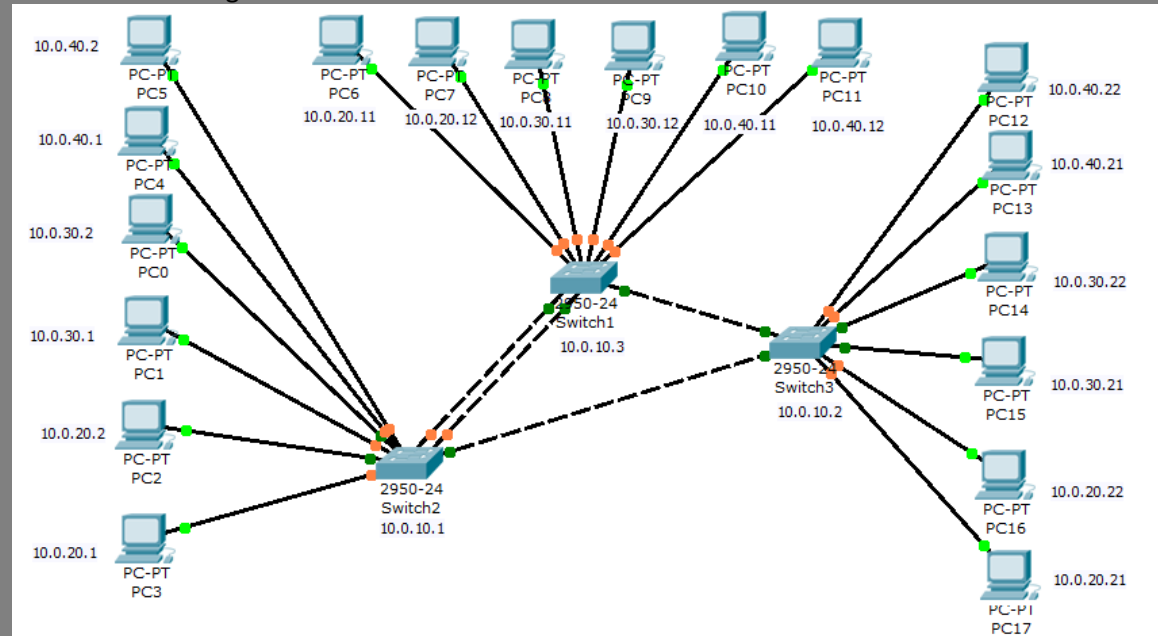 10.0.40.2
PC-PT
PC5
10.0.40.1
PC-PT
PC4
10.0.30.2
PC-PT
PC0
10.0.30.1
PC-PT
PC1
10.0.20.2
PC-PT
PC2
10.0.20.1
PC-PT
PC3
PC-PT
PC6
10.0.20.11
PC-PT
PC7
10.0.20.12
PC-PT
PC8
10.0.30.11
PC-PT
PC9
10.0.30.12
PC-PT
PC10
10.0.40.11
PC-PT
PC11
10.0.40.12
2950-24
Switch1
10.0.10.3
2950-24
Switch2
10.0.10.1
2950-24
Switch3
10.0.10.2
10.0.40.22
PC-PT
PC12
10.0.40.21
PC-PT
PC13
10.0.30.22
PC-PT
PC14
10.0.30.21
PC-PT
PC15
10.0.20.22
PC-PT
PC16
10.0.20.21
PC-PT
PC17